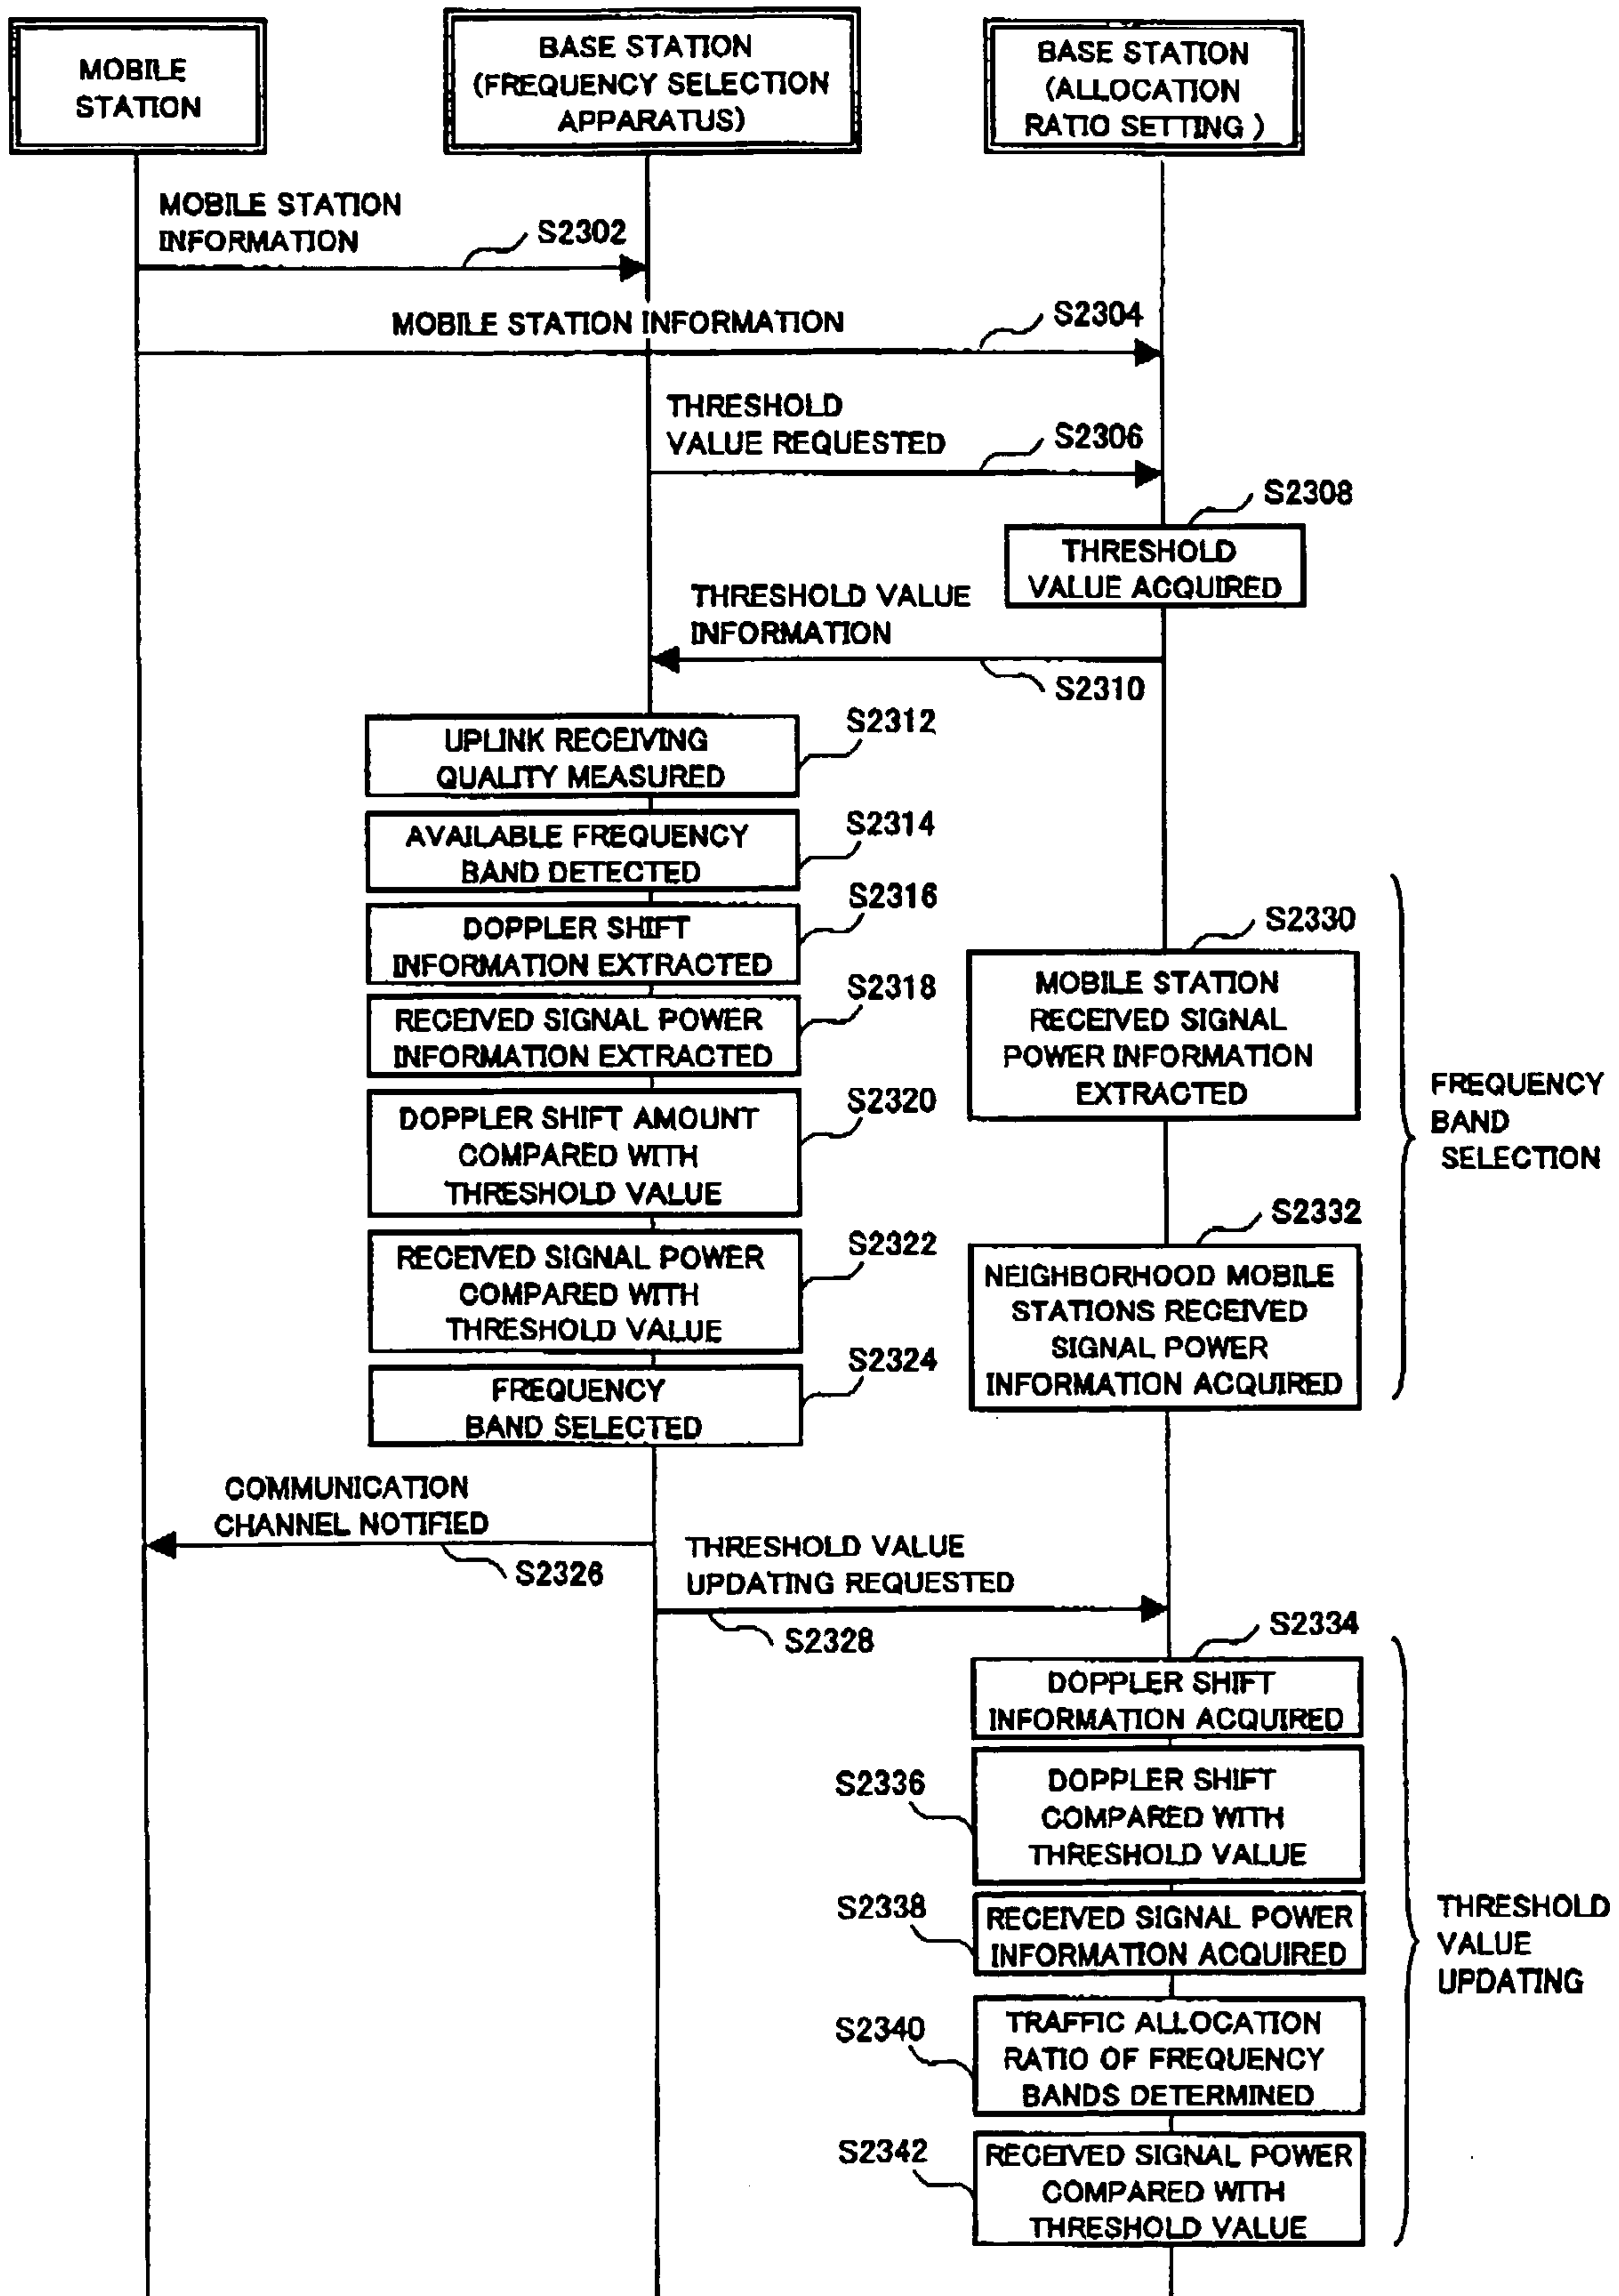 MOBILE
STATION
BASE STATION
(FREQUENCY SELECTION
APPARATUS)
BASE STATION
(ALLOCATION
RATIO SETTING )
MOBILE STATION
INFORMATION
S2302
MOBILE STATION INFORMATION
S2304
THRESHOLD
VALUE REQUESTED
S2306
S2308
THRESHOLD
VALUE ACQUIRED
THRESHOLD VALUE
INFORMATION
S2310
UPLINK RECEIVING
QUALITY MEASURED
S2312
AVAILABLE FREQUENCY
BAND DETECTED
S2314
DOPPLER SHIFT
INFORMATION EXTRACTED
S2316
RECEIVED SIGNAL POWER
INFORMATION EXTRACTED
S2318
DOPPLER SHIFT AMOUNT
COMPARED WITH
THRESHOLD VALUE
S2320
RECEIVED SIGNAL POWER
COMPARED WITH
THRESHOLD VALUE
S2322
FREQUENCY
BAND SELECTED
S2324
S2330
MOBILE STATION
RECEIVED SIGNAL
POWER INFORMATION
EXTRACTED
S2332
NEIGHBORHOOD MOBILE
STATIONS RECEIVED
SIGNAL POWER
INFORMATION ACQUIRED
FREQUENCY
BAND
SELECTION
COMMUNICATION
CHANNEL NOTIFIED
S2326
THRESHOLD VALUE
UPDATING REQUESTED
S2328
S2334
DOPPLER SHIFT
INFORMATION ACQUIRED
S2336
DOPPLER SHIFT
COMPARED WITH
THRESHOLD VALUE
S2338
RECEIVED SIGNAL POWER
INFORMATION ACQUIRED
S2340
TRAFFIC ALLOCATION
RATIO OF FREQUENCY
BANDS DETERMINED
S2342
RECEIVED SIGNAL POWER
COMPARED WITH
THRESHOLD VALUE
THRESHOLD
VALUE
UPDATING